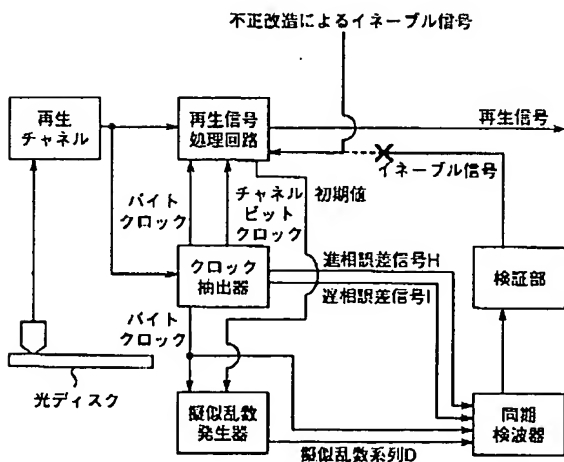 不正改造によるイネーブル信号
再生
チャネル
再生信号
処理回路
再生信号
イネーブル信号
バイト
クロック
チャネル
ビット
クロック
初期値
クロック
抽出器
進相誤差信号H
遅相誤差信号I
検証部
バイト
クロック
光ディスク
擬似乱数
発生器
擬似乱数系列D
同期
検波器